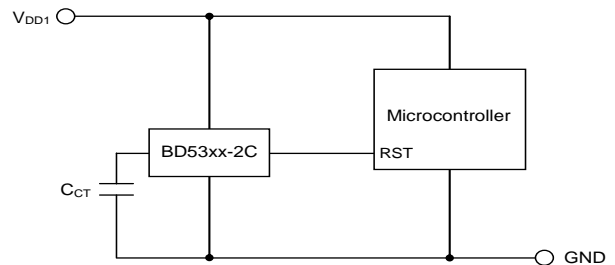 VDD1
Microcontroller
BD53xx-2C
RST
CCT
GND